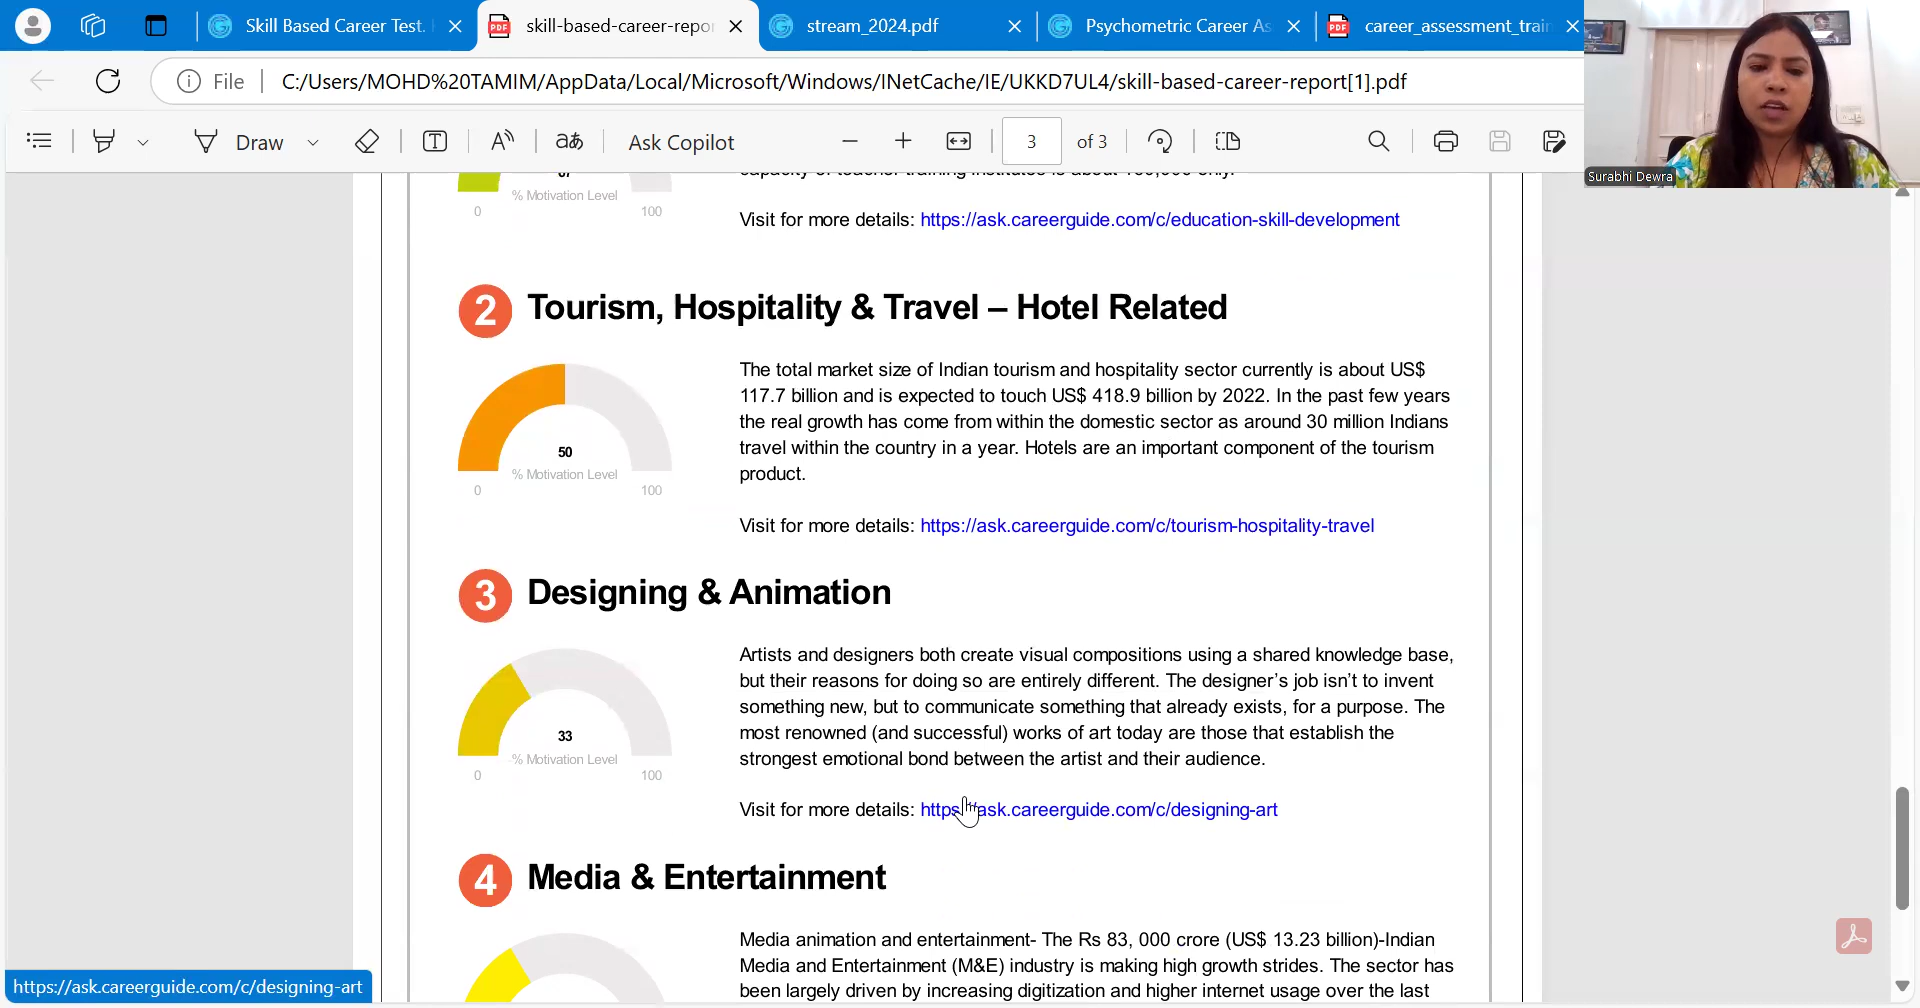 Skill Based Career Test.
skill-based-career-repo
stream_2024.pdf
Psychometric Career As
career_assessment_train
File
C:/Users/MOHD%20TAMIM/AppData/Local/Microsoft/Windows/INetCache/IE/UKKD7UL4/skill-based-career-report[1].pdf
Draw
Ask Copilot
3 of 3
Surabhi Dewra
capacity of teacher training institutes is about
67
% Motivation Level
0 100
Visit for more details: https://ask.careerguide.com/c/education-skill-development
2 Tourism, Hospitality & Travel – Hotel Related
The total market size of Indian tourism and hospitality sector currently is about US$
117.7 billion and is expected to touch US$ 418.9 billion by 2022. In the past few years
the real growth has come from within the domestic sector as around 30 million Indians
travel within the country in a year. Hotels are an important component of the tourism
product.
50
% Motivation Level
0 100
Visit for more details: https://ask.careerguide.com/c/tourism-hospitality-travel
3 Designing & Animation
Artists and designers both create visual compositions using a shared knowledge base,
but their reasons for doing so are entirely different. The designer's job isn't to invent
something new, but to communicate something that already exists, for a purpose. The
most renowned (and successful) works of art today are those that establish the
strongest emotional bond between the artist and their audience.
33
% Motivation Level
0 100
Visit for more details: https://ask.careerguide.com/c/designing-art
4 Media & Entertainment
Media animation and entertainment- The Rs 83, 000 crore (US$ 13.23 billion)-Indian
Media and Entertainment (M&E) industry is making high growth strides. The sector has
been largely driven by increasing digitization and higher internet usage over the last
https://ask.careerguide.com/c/designing-art